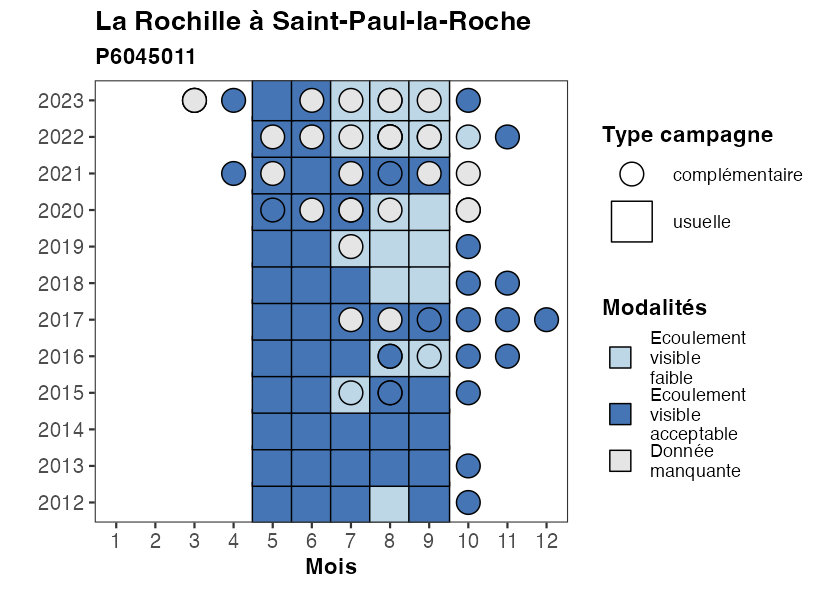 La Rochille à Saint-Paul-la-Roche
P6045011
2023
2022
2021
2020
2019
2018
2017
2016
2015
2014
2013
2012
1 2 3 4 5 6 7 8 9 10 11 12
Mois
Type campagne
complémentaire
usuelle
Modalités
Ecoulement
visible
faible
Ecoulement
visible
acceptable
Donnée
manquante